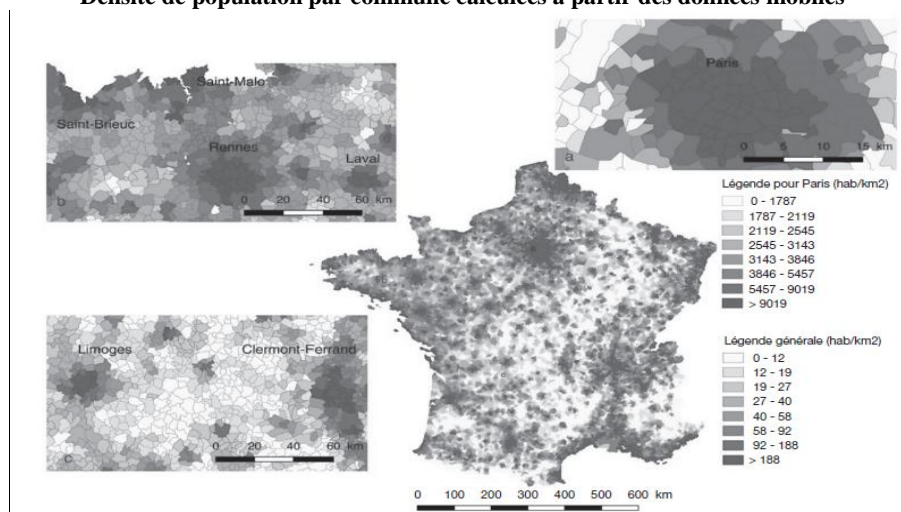 Densité de population par commune calculées à partir des données mobiles
Saint-Malo
Saint-Brieuc
Rennes
Laval
0 20 40 60 km
b
Paris
0 5 10 15 km
a
Légende pour Paris (hab/km2)
0 - 1787
1787 - 2119
2119 - 2545
2545 - 3143
3143 - 3846
3846 - 5457
5457 - 9019
> 9019
Limoges
Clermont-Ferrand
0 20 40 60 km
c
Légende générale (hab/km2)
0 - 12
12 - 19
19 - 27
27 - 40
40 - 58
58 - 92
92 - 188
> 188
0 100 200 300 400 500 600 km